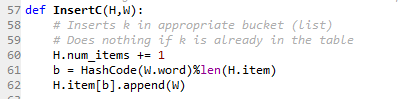 57 def InsertC(H,W):
58     # Inserts k in appropriate bucket (list)
59     # Does nothing if k is already in the table
60     H.num_items += 1
61     b = HashCode(W.word)%len(H.item)
62     H.item[b].append(W)